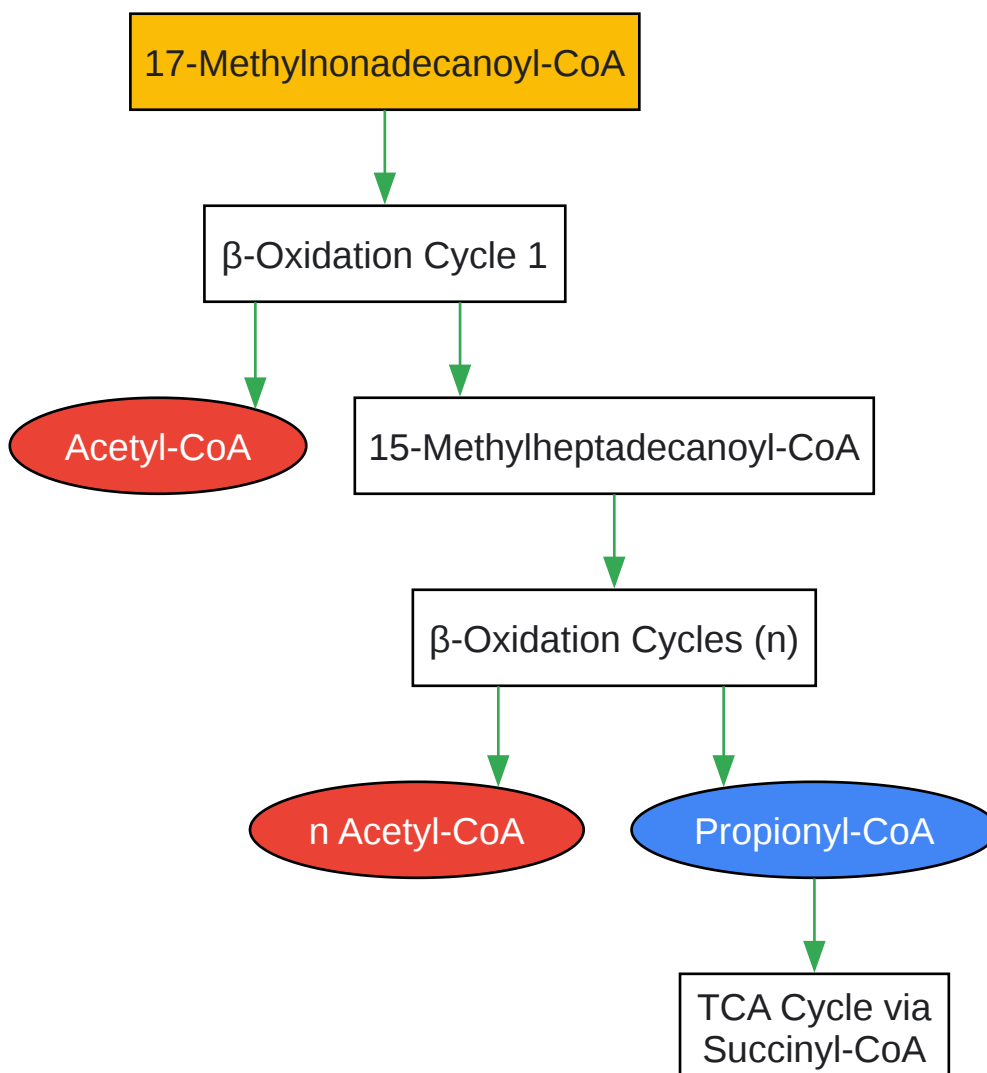 17-Methylnonadecanoyl-CoA
β-Oxidation Cycle 1
Acetyl-CoA
15-Methylheptadecanoyl-CoA
β-Oxidation Cycles (n)
n Acetyl-CoA
Propionyl-CoA
TCA Cycle via
Succinyl-CoA